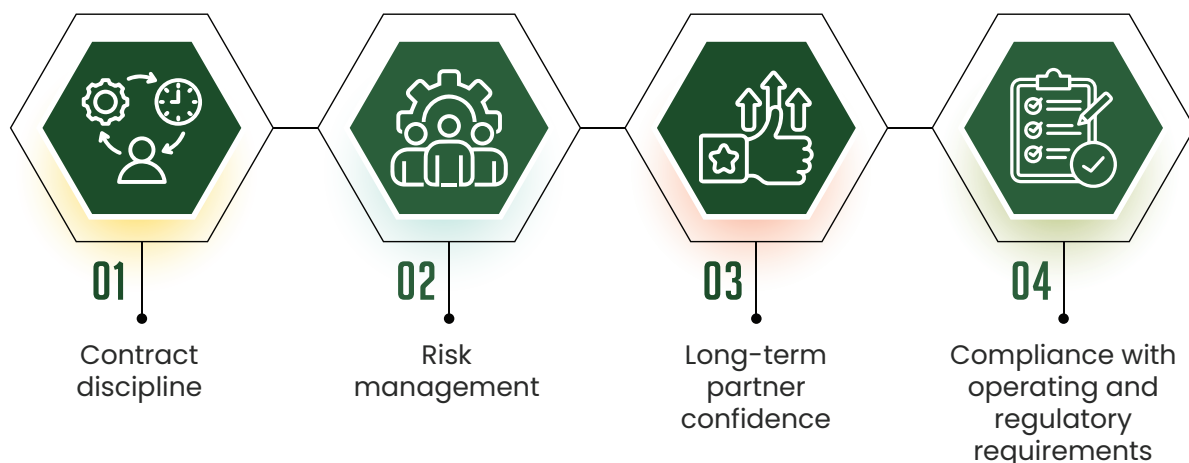 01
Contract
discipline
02
Risk
management
03
Long-term
partner
confidence
04
Compliance with
operating and
regulatory
requirements